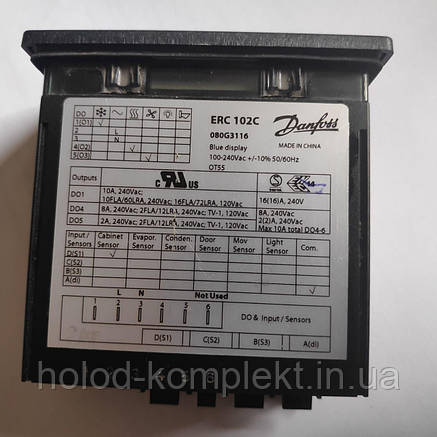 ERC 102C
080G3116
Blue display
100-240Vac +/-10% 50/60Hz
OT55
Danfoss
MADE IN CHINA
DO
1(O1) √
2 L
3 N
4(O2) √
5(O3) √
Outputs
c RU US
DO1 10A, 240Vac; 10FLA/60LRA, 240Vac; 16FLA/72LRA, 120Vac 16(16)A, 240V
DO4 8A, 240Vac; 2FLA/12LRA, 240Vac; TV-1, 120Vac 8A, 240Vac
DO5 2A, 240Vac; 2FLA/12LRA, 240Vac; TV-1, 120Vac 2(2)A, 240Vac
Max 10A total DO4-6
Input / Sensors Cabinet Sensor Evapor. Sensor Conden. Sensor Door Sensor Mov Sensor Light Sensor Com.
D(S1) √
C(S2)
B(S3)
A(di) √
L N Not Used
1 2 3 4 5 6
DO & Input / Sensors
D(S1) C(S2) B(S3) A(di)
holod-komplekt.in.ua